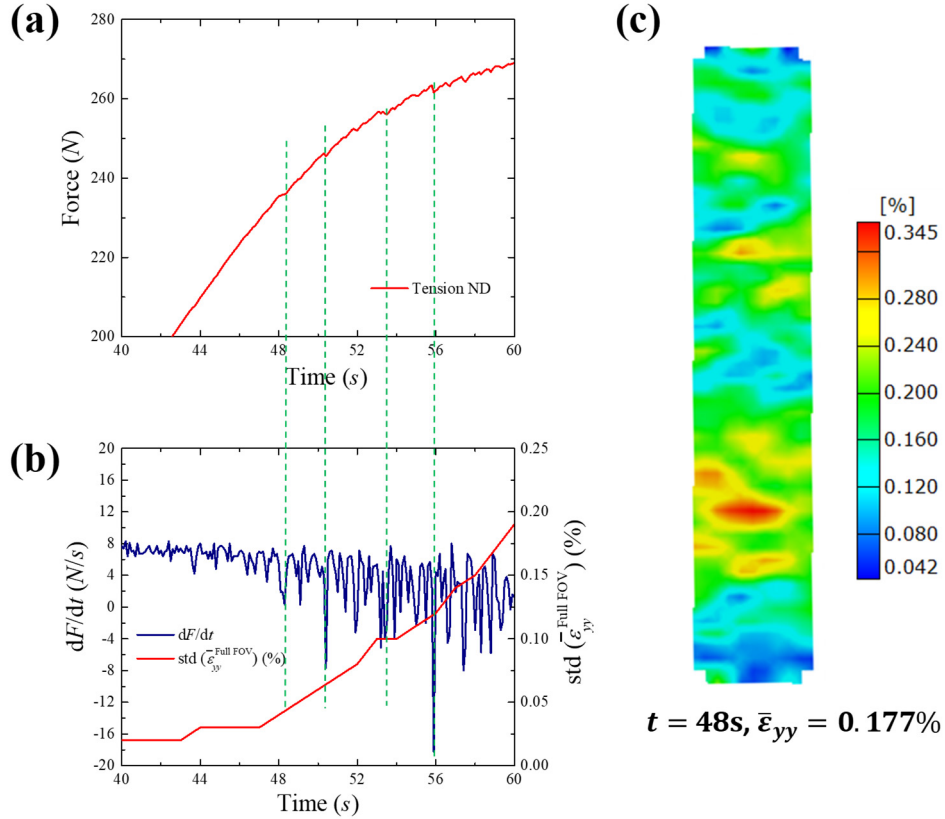 (a)
280
260
240
220
200
Force (N)
Tension ND
40 44 48 52 56 60
Time (s)
(b)
20
16
12
8
4
0
-4
-8
-12
-16
-20
dF/dt (N/s)
dF/dt
std (ε̅yy^Full FOV) (%)
0.25
0.20
0.15
0.10
0.05
0.00
std (ε̅yy^Full FOV) (%)
40 44 48 52 56 60
Time (s)
(c)
[%]
0.345
0.280
0.240
0.200
0.160
0.120
0.080
0.042
t = 48s, ε̅yy = 0.177%